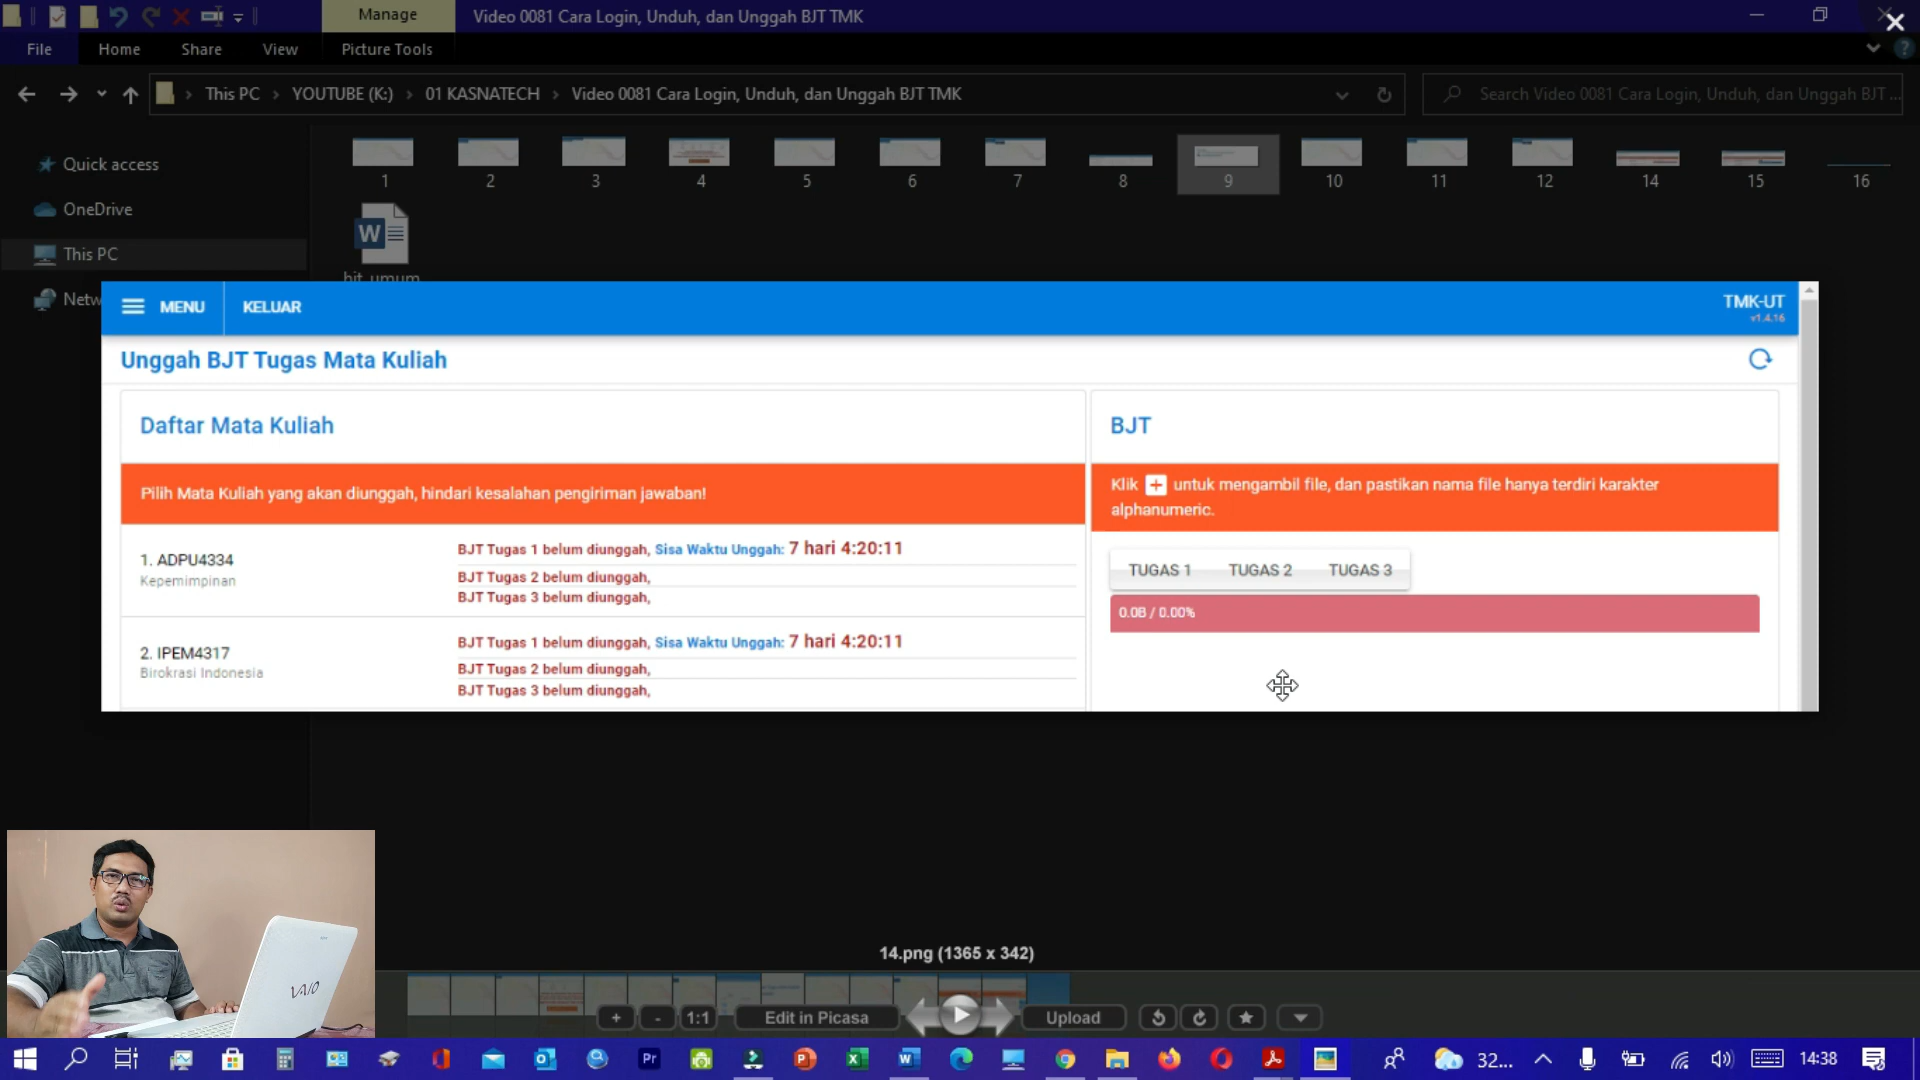 Manage
Video 0081 Cara Login, Unduh, dan Unggah BJT TMK
File
Home
Share
View
Picture Tools
This PC
YOUTUBE (K:)
01 KASNATECH
Video 0081 Cara Login, Unduh, dan Unggah BJT TMK
Search Video 0081 Cara Login, Unduh, dan Unggah BJT ...
Quick access
OneDrive
This PC
Netw
1
2
3
4
5
6
7
8
9
10
11
12
14
15
16
W
bit_umum
MENU
KELUAR
TMK-UT
v1.4.16
Unggah BJT Tugas Mata Kuliah
Daftar Mata Kuliah
Pilih Mata Kuliah yang akan diunggah, hindari kesalahan pengiriman jawaban!
1. ADPU4334
Kepemimpinan
BJT Tugas 1 belum diunggah, Sisa Waktu Unggah: 7 hari 4:20:11
BJT Tugas 2 belum diunggah,
BJT Tugas 3 belum diunggah,
2. IPEM4317
Birokrasi Indonesia
BJT Tugas 1 belum diunggah, Sisa Waktu Unggah: 7 hari 4:20:11
BJT Tugas 2 belum diunggah,
BJT Tugas 3 belum diunggah,
BJT
Klik + untuk mengambil file, dan pastikan nama file hanya terdiri karakter
alphanumeric.
TUGAS 1
TUGAS 2
TUGAS 3
0.0B / 0.00%
VAIO
14.png (1365 x 342)
+
-
1:1
Edit in Picasa
Upload
Pr
32...
14:38